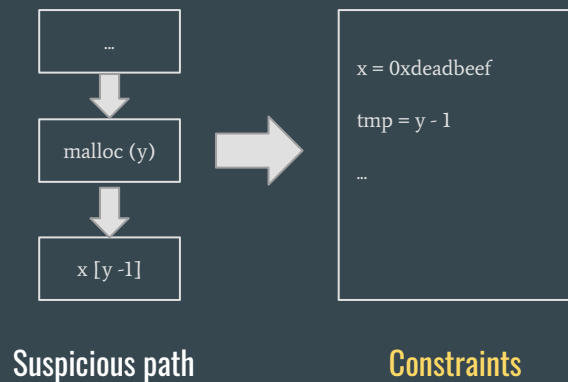 ...
malloc (y)
x [y -1]
Suspicious path
x = 0xdeadbeef
tmp = y - 1
...
Constraints